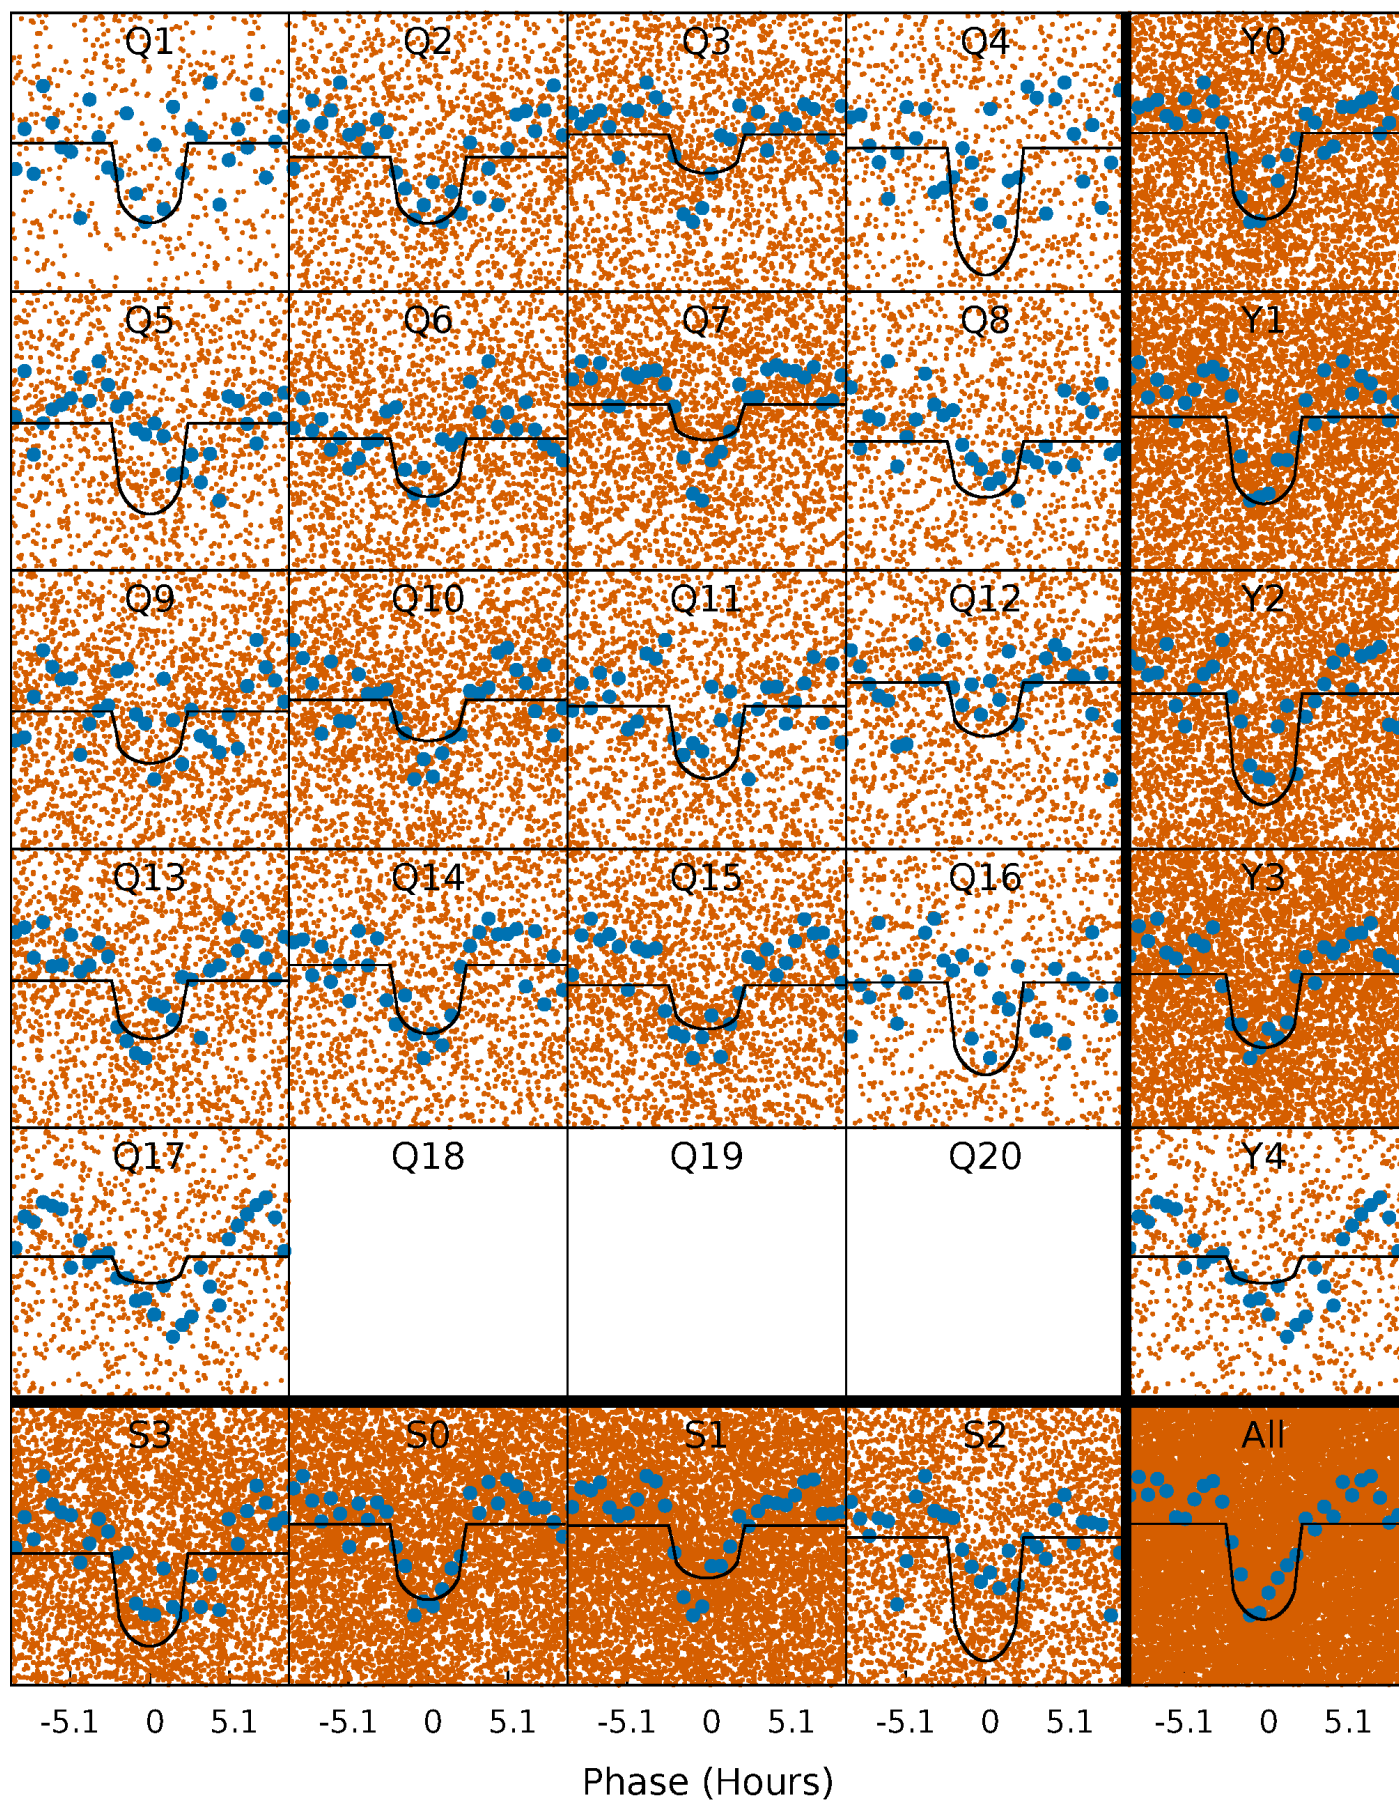 Q1 Q2 Q3 Q4 Y0
Q5 Q6 Q7 Q8 Y1
Q9 Q10 Q11 Q12 Y2
Q13 Q14 Q15 Q16 Y3
Q17 Q18 Q19 Q20 Y4
S3 S0 S1 S2 All
-5.1 0 5.1 -5.1 0 5.1 -5.1 0 5.1 -5.1 0 5.1 -5.1 0 5.1
Phase (Hours)